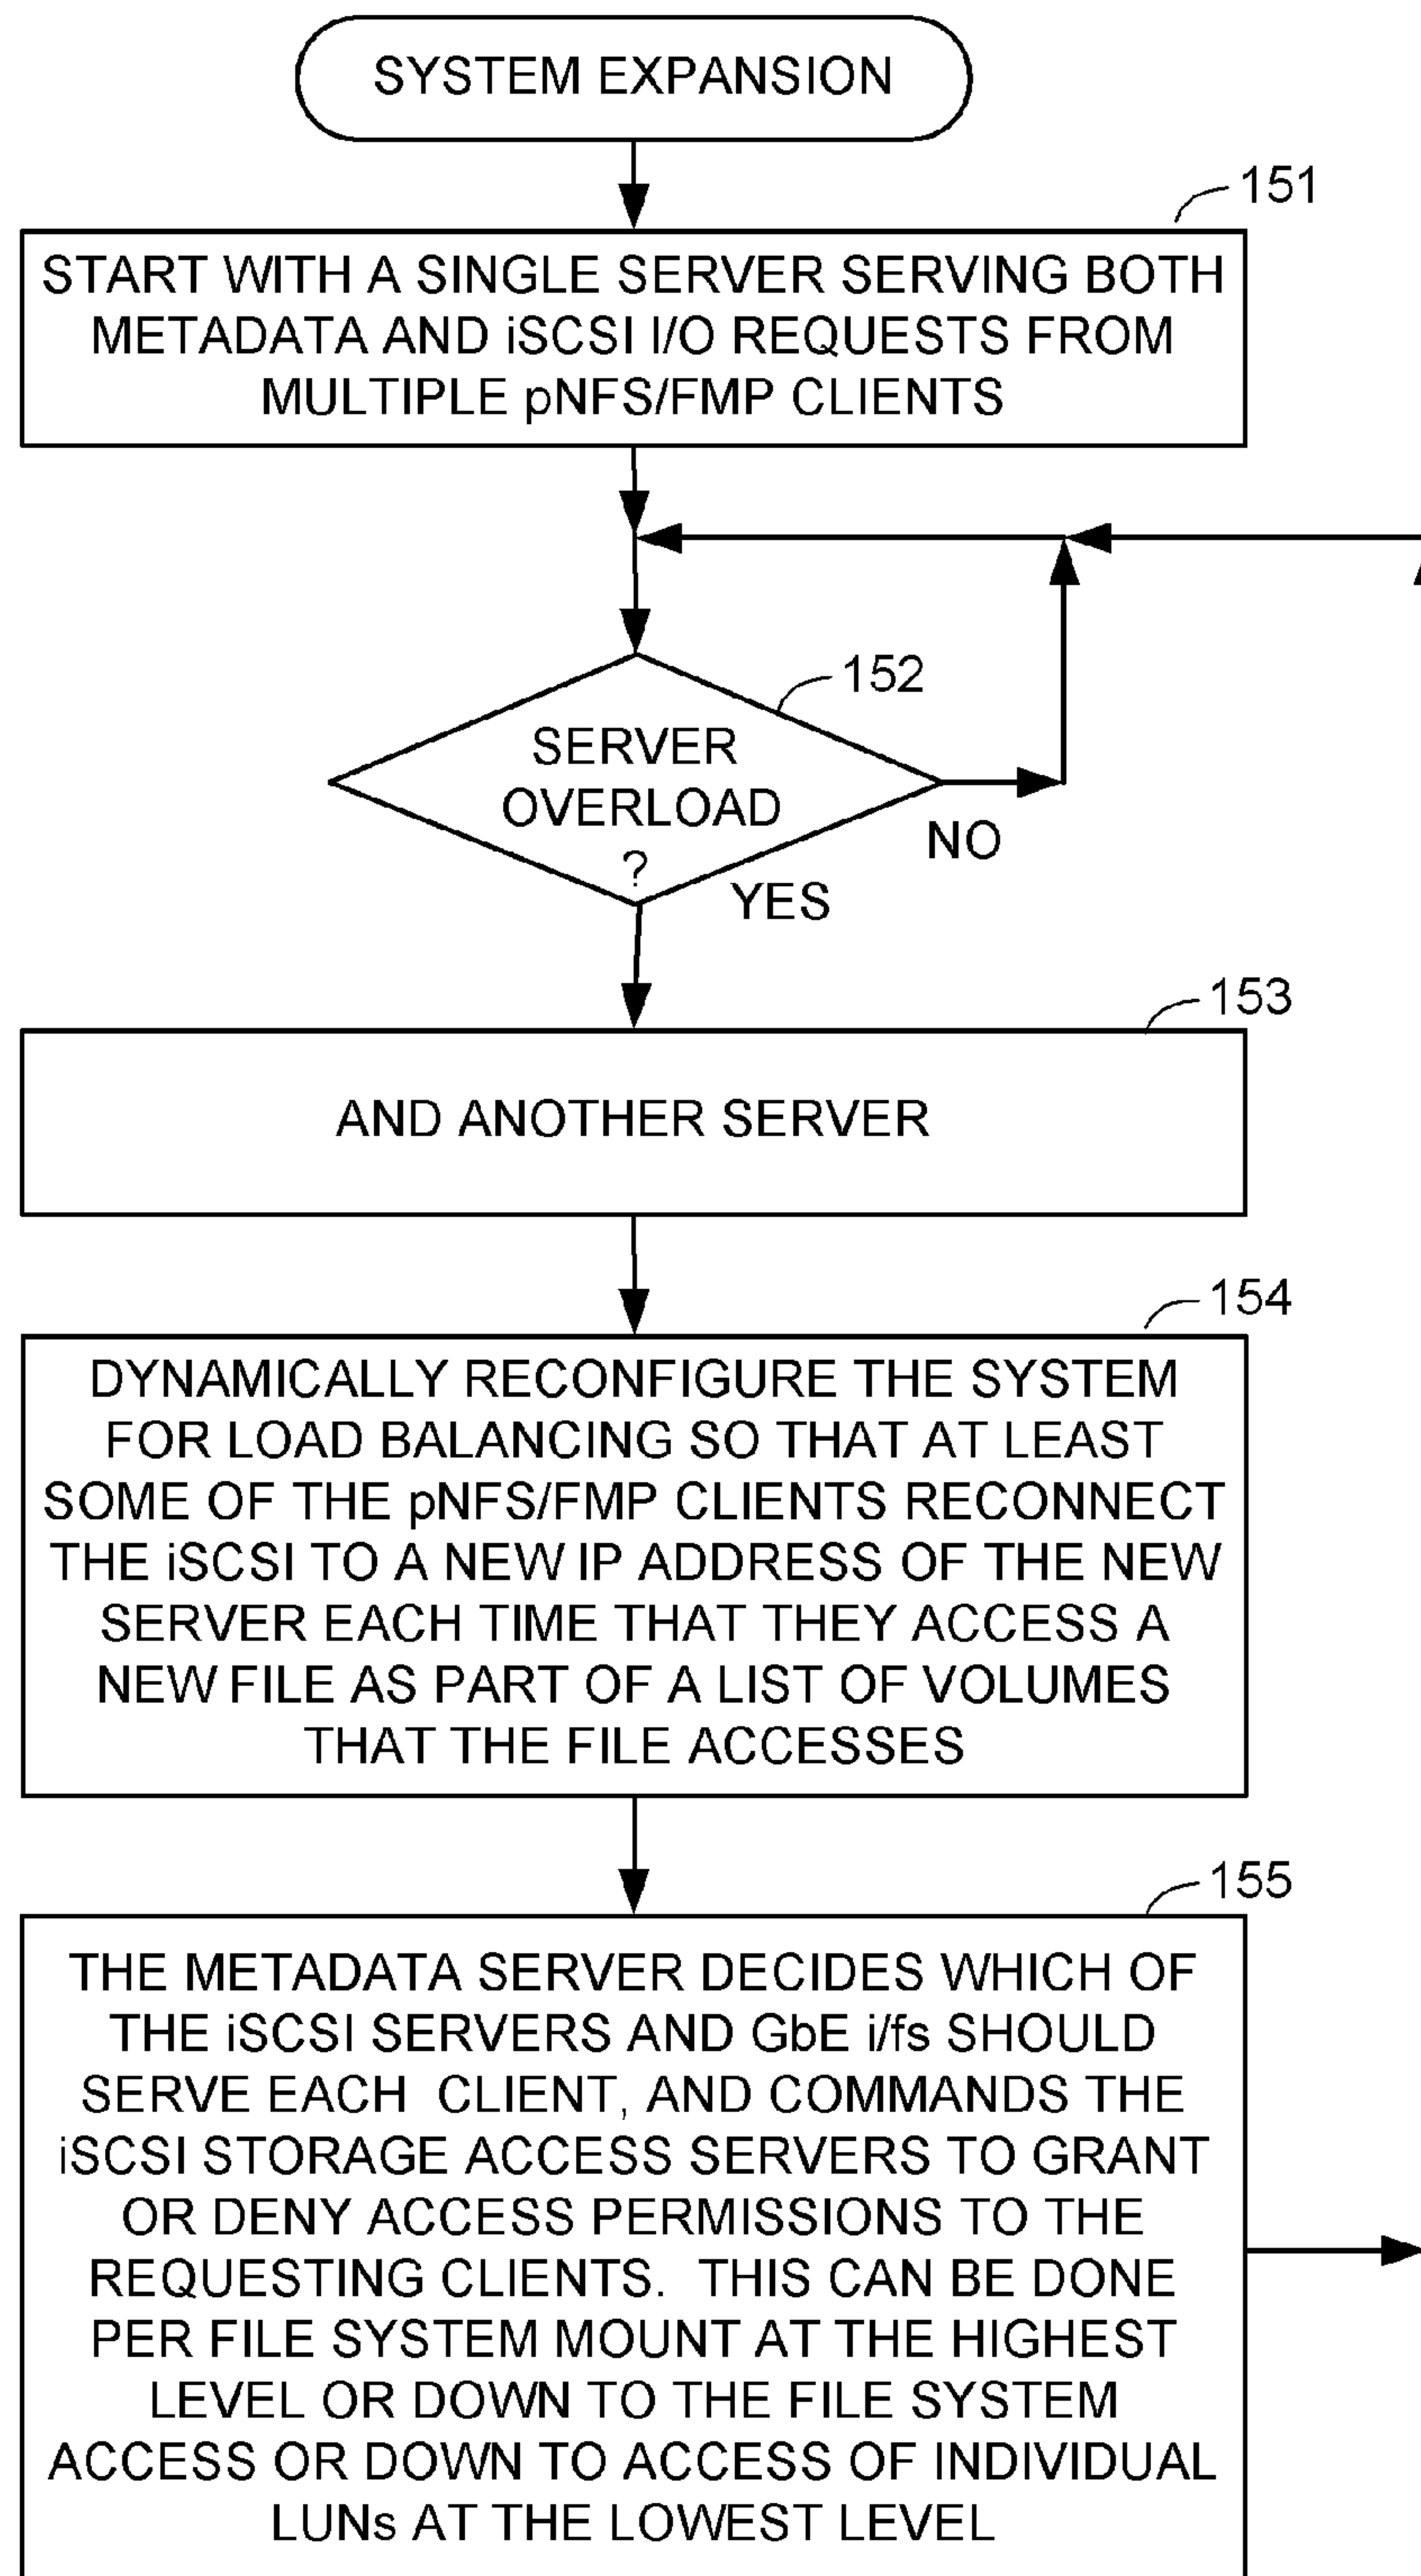 SYSTEM EXPANSION
151
START WITH A SINGLE SERVER SERVING BOTH
METADATA AND iSCSI I/O REQUESTS FROM
MULTIPLE pNFS/FMP CLIENTS
152
SERVER
OVERLOAD
?
NO
YES
153
AND ANOTHER SERVER
154
DYNAMICALLY RECONFIGURE THE SYSTEM
FOR LOAD BALANCING SO THAT AT LEAST
SOME OF THE pNFS/FMP CLIENTS RECONNECT
THE iSCSI TO A NEW IP ADDRESS OF THE NEW
SERVER EACH TIME THAT THEY ACCESS A
NEW FILE AS PART OF A LIST OF VOLUMES
THAT THE FILE ACCESSES
155
THE METADATA SERVER DECIDES WHICH OF
THE iSCSI SERVERS AND GbE i/fs SHOULD
SERVE EACH  CLIENT, AND COMMANDS THE
iSCSI STORAGE ACCESS SERVERS TO GRANT
OR DENY ACCESS PERMISSIONS TO THE
REQUESTING CLIENTS.  THIS CAN BE DONE
PER FILE SYSTEM MOUNT AT THE HIGHEST
LEVEL OR DOWN TO THE FILE SYSTEM
ACCESS OR DOWN TO ACCESS OF INDIVIDUAL
LUNs AT THE LOWEST LEVEL